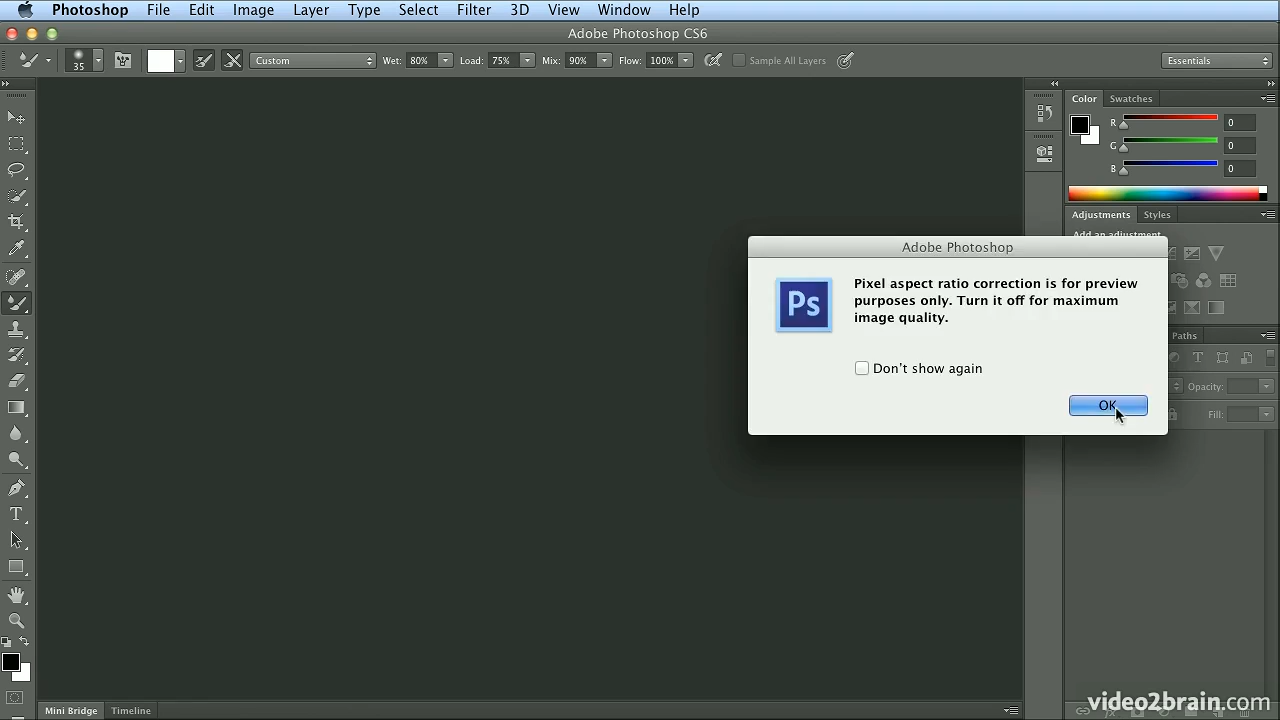 Photoshop File Edit Image Layer Type Select Filter 3D View Window Help
Adobe Photoshop CS6
35 Custom Wet: 80% Load: 75% Mix: 90% Flow: 100% Sample All Layers Essentials
Color Swatches
R 0
G 0
B 0
Adjustments Styles
Add an adjustment
Adobe Photoshop
Ps
Pixel aspect ratio correction is for preview
purposes only. Turn it off for maximum
image quality.
Don't show again
OK
Paths
Opacity:
Fill:
Mini Bridge Timeline
video2brain.com